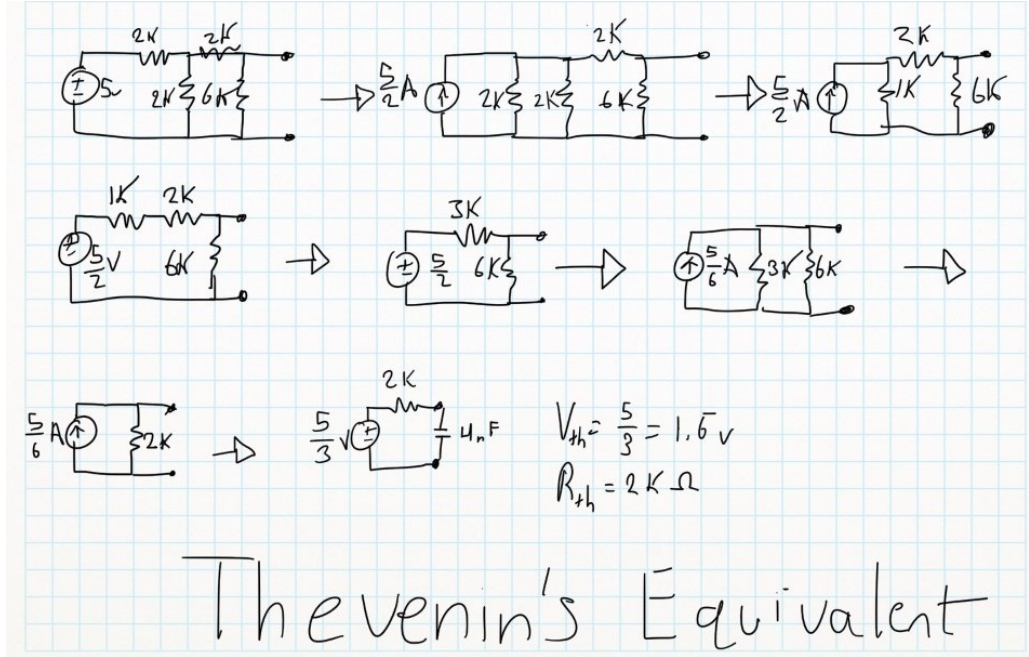 2K 2K
5v 2K 6K
5/2 A 2K 2K 2K 6K
5/2 A 1K 2K 6K
1K 2K
5/2 V 6K
3K
5/2 6K
5/6 A 3K 6K
5/6 A 2K
2K
5/3 V 4nF
Vth = 5/3 = 1.6 v
Rth = 2K Ω
Thevenin's Equivalent